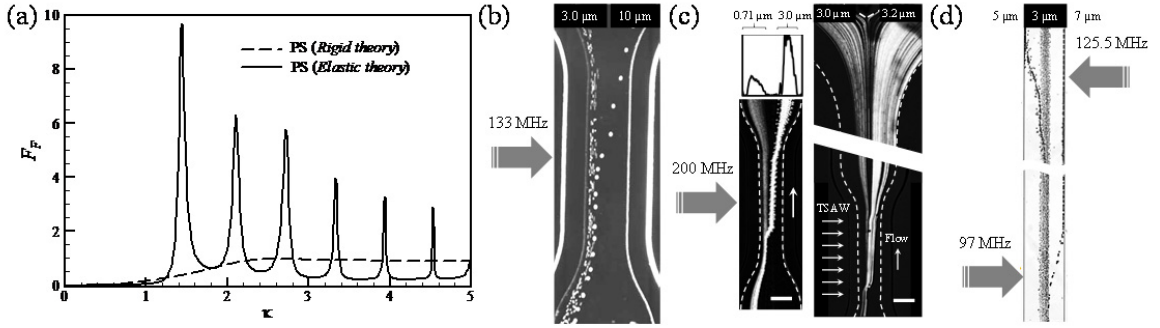 (a)
10
8
6
4
2
0
F_F
0
1
2
3
4
5
κ
PS (Rigid theory)
PS (Elastic theory)
(b)
3.0 µm
10 µm
133 MHz
(c)
0.71 µm
3.0 µm
200 MHz
3.0 µm
3.2 µm
TSAW
Flow
(d)
5 µm
3 µm
7 µm
125.5 MHz
97 MHz